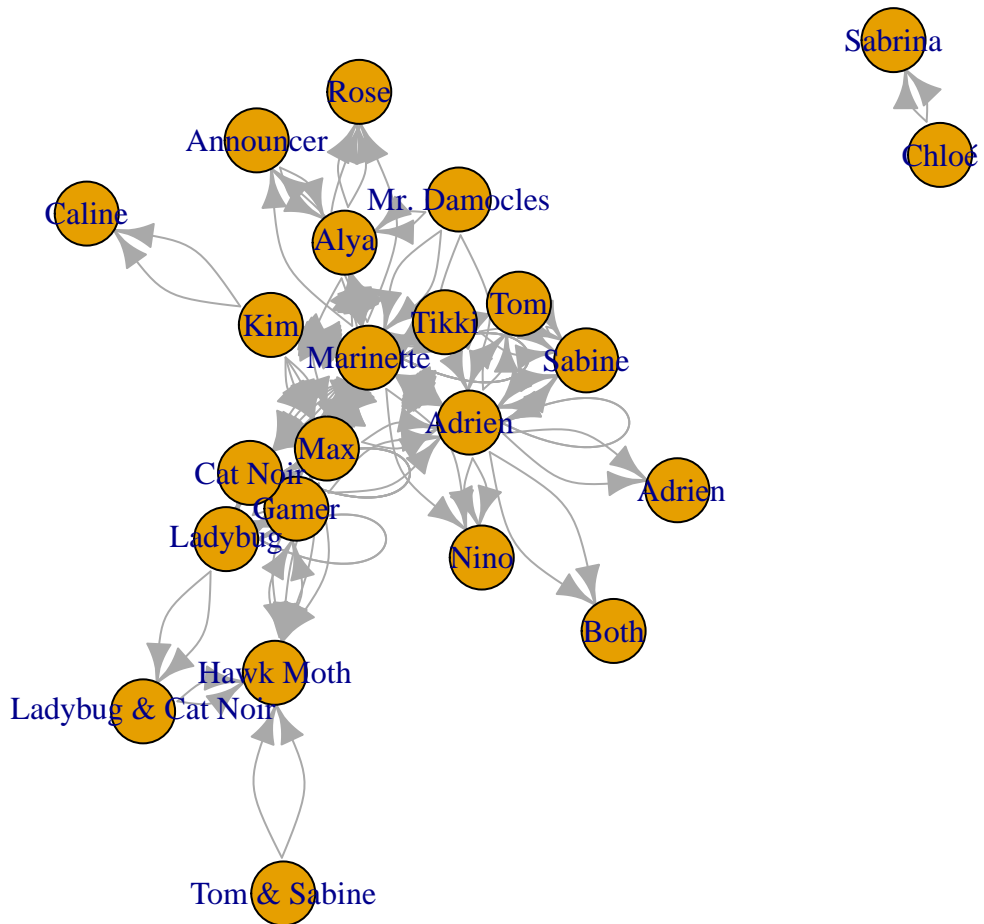 Sabrina
Rose
Announcer
Chloé
Mr. Damocles
Caline
Alya
Tom
Tikki
Kim
Marinette
Sabine
Adrien
Max
Cat Noir
Adrien
Gamer
Ladybug
Nino
Both
Hawk Moth
Ladybug & Cat Noir
Tom & Sabine